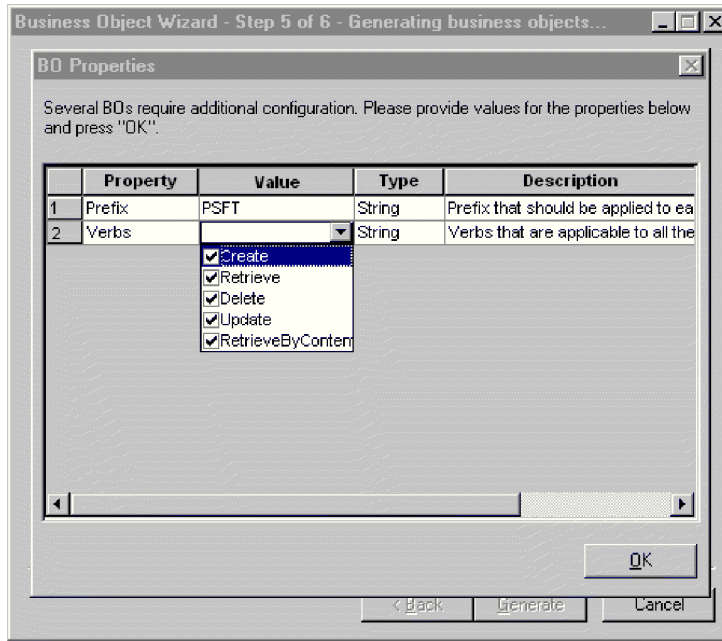 Business Object Wizard - Step 5 of 6 - Generating business objects...
BO Properties
Several BOs require additional configuration. Please provide values for the properties below
and press "OK".
Property Value Type Description
1 Prefix PSFT String Prefix that should be applied to ea
2 Verbs String Verbs that are applicable to all the
Create
Retrieve
Delete
Update
RetrieveByConten
OK
< Back Generate Cancel